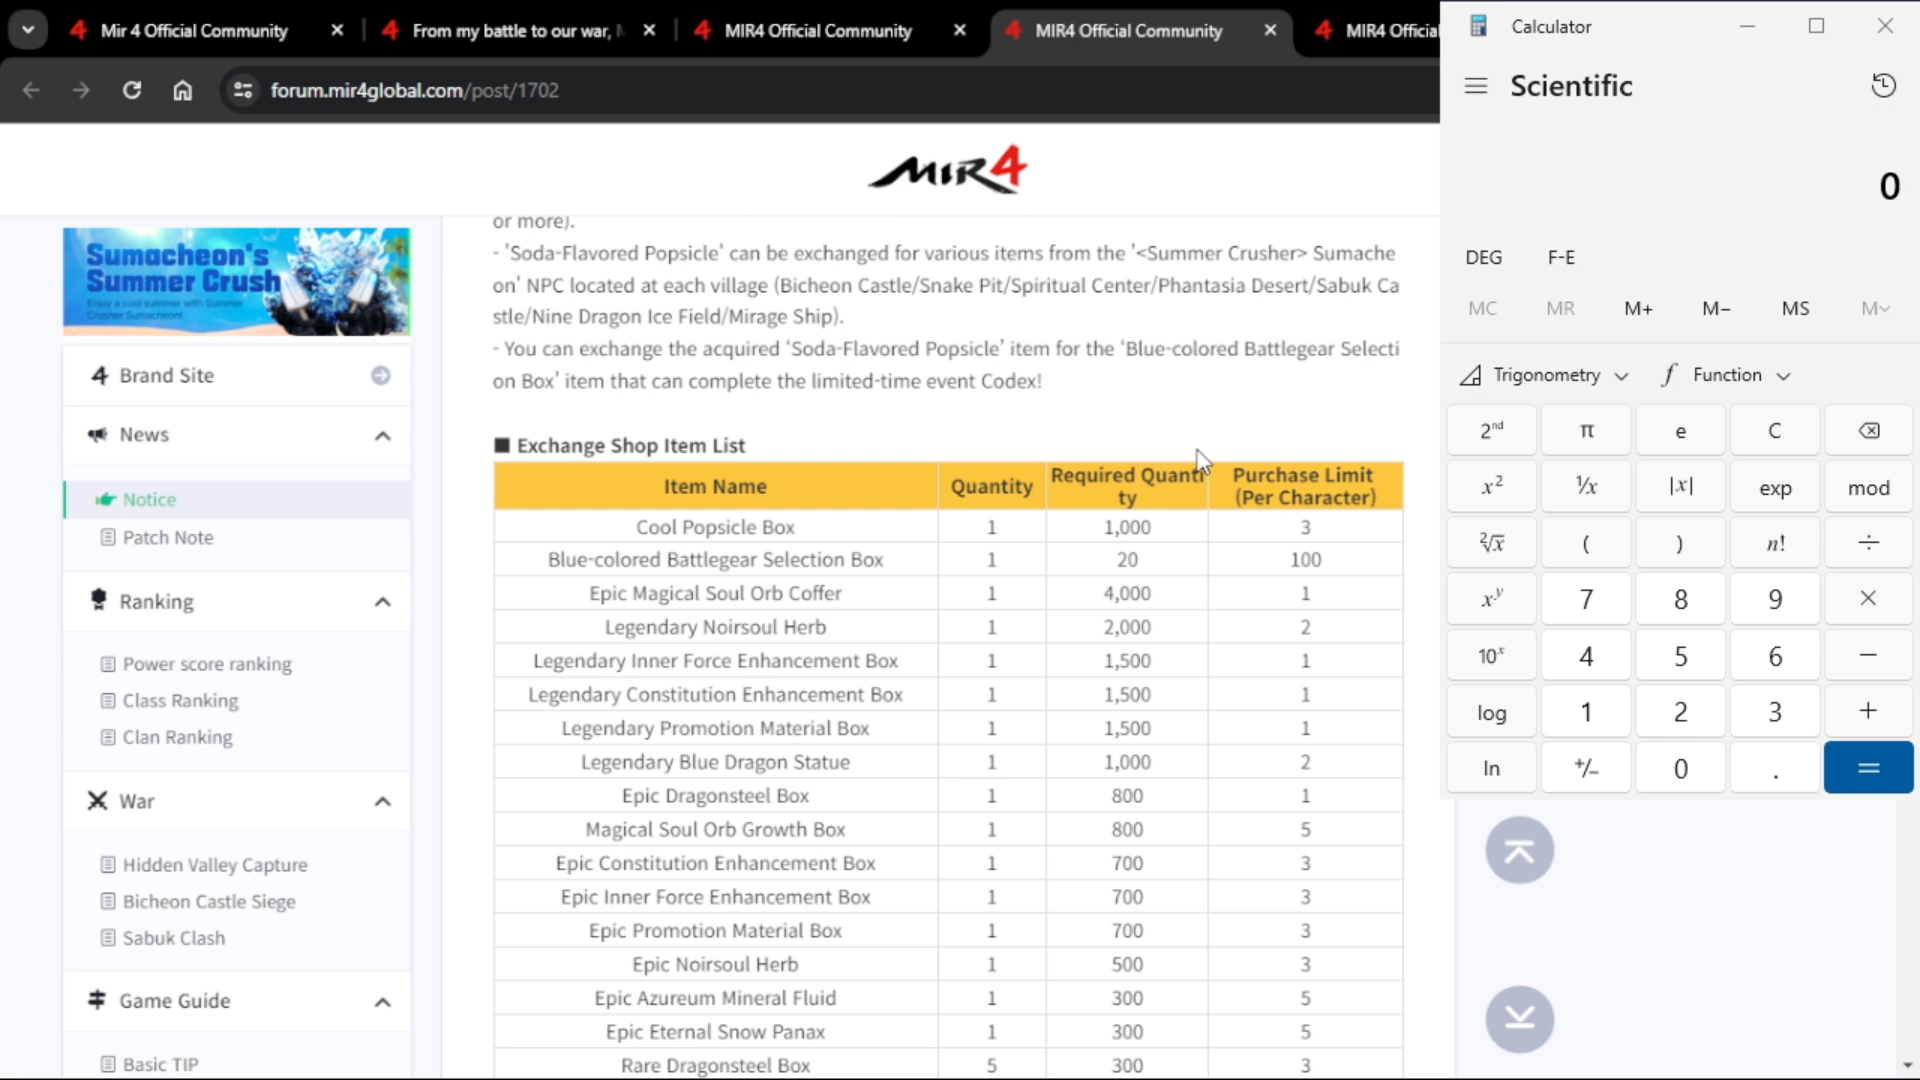 Mir 4 Official Community
From my battle to our war,
MIR4 Official Community
MIR4 Official Community
MIR4 Official
forum.mir4global.com/post/1702
MIR4
Sumacheon's
Summer Crush
Enjoy a cool summer with Summer
Crusher Sumacheon!
Brand Site
News
Notice
Patch Note
Ranking
Power score ranking
Class Ranking
Clan Ranking
War
Hidden Valley Capture
Bicheon Castle Siege
Sabuk Clash
Game Guide
Basic TIP
or more).
- 'Soda-Flavored Popsicle' can be exchanged for various items from the '<Summer Crusher> Sumache
on' NPC located at each village (Bicheon Castle/Snake Pit/Spiritual Center/Phantasia Desert/Sabuk Ca
stle/Nine Dragon Ice Field/Mirage Ship).
- You can exchange the acquired ‘Soda-Flavored Popsicle’ item for the ‘Blue-colored Battlegear Selecti
on Box’ item that can complete the limited-time event Codex!
■ Exchange Shop Item List
Item Name Quantity Required Quanti Purchase Limit
ty (Per Character)
Cool Popsicle Box 1 1,000 3
Blue-colored Battlegear Selection Box 1 20 100
Epic Magical Soul Orb Coffer 1 4,000 1
Legendary Noirsoul Herb 1 2,000 2
Legendary Inner Force Enhancement Box 1 1,500 1
Legendary Constitution Enhancement Box 1 1,500 1
Legendary Promotion Material Box 1 1,500 1
Legendary Blue Dragon Statue 1 1,000 2
Epic Dragonsteel Box 1 800 1
Magical Soul Orb Growth Box 1 800 5
Epic Constitution Enhancement Box 1 700 3
Epic Inner Force Enhancement Box 1 700 3
Epic Promotion Material Box 1 700 3
Epic Noirsoul Herb 1 500 3
Epic Azureum Mineral Fluid 1 300 5
Epic Eternal Snow Panax 1 300 5
Rare Dragonsteel Box 5 300 3
Calculator
Scientific
0
DEG F-E
MC MR M+ M− MS M
Trigonometry f Function
2nd π e C
x² ¹/x |x| exp mod
²√x ( ) n! ÷
xʸ 7 8 9 ×
10ˣ 4 5 6 −
log 1 2 3 +
ln +/− 0 . =